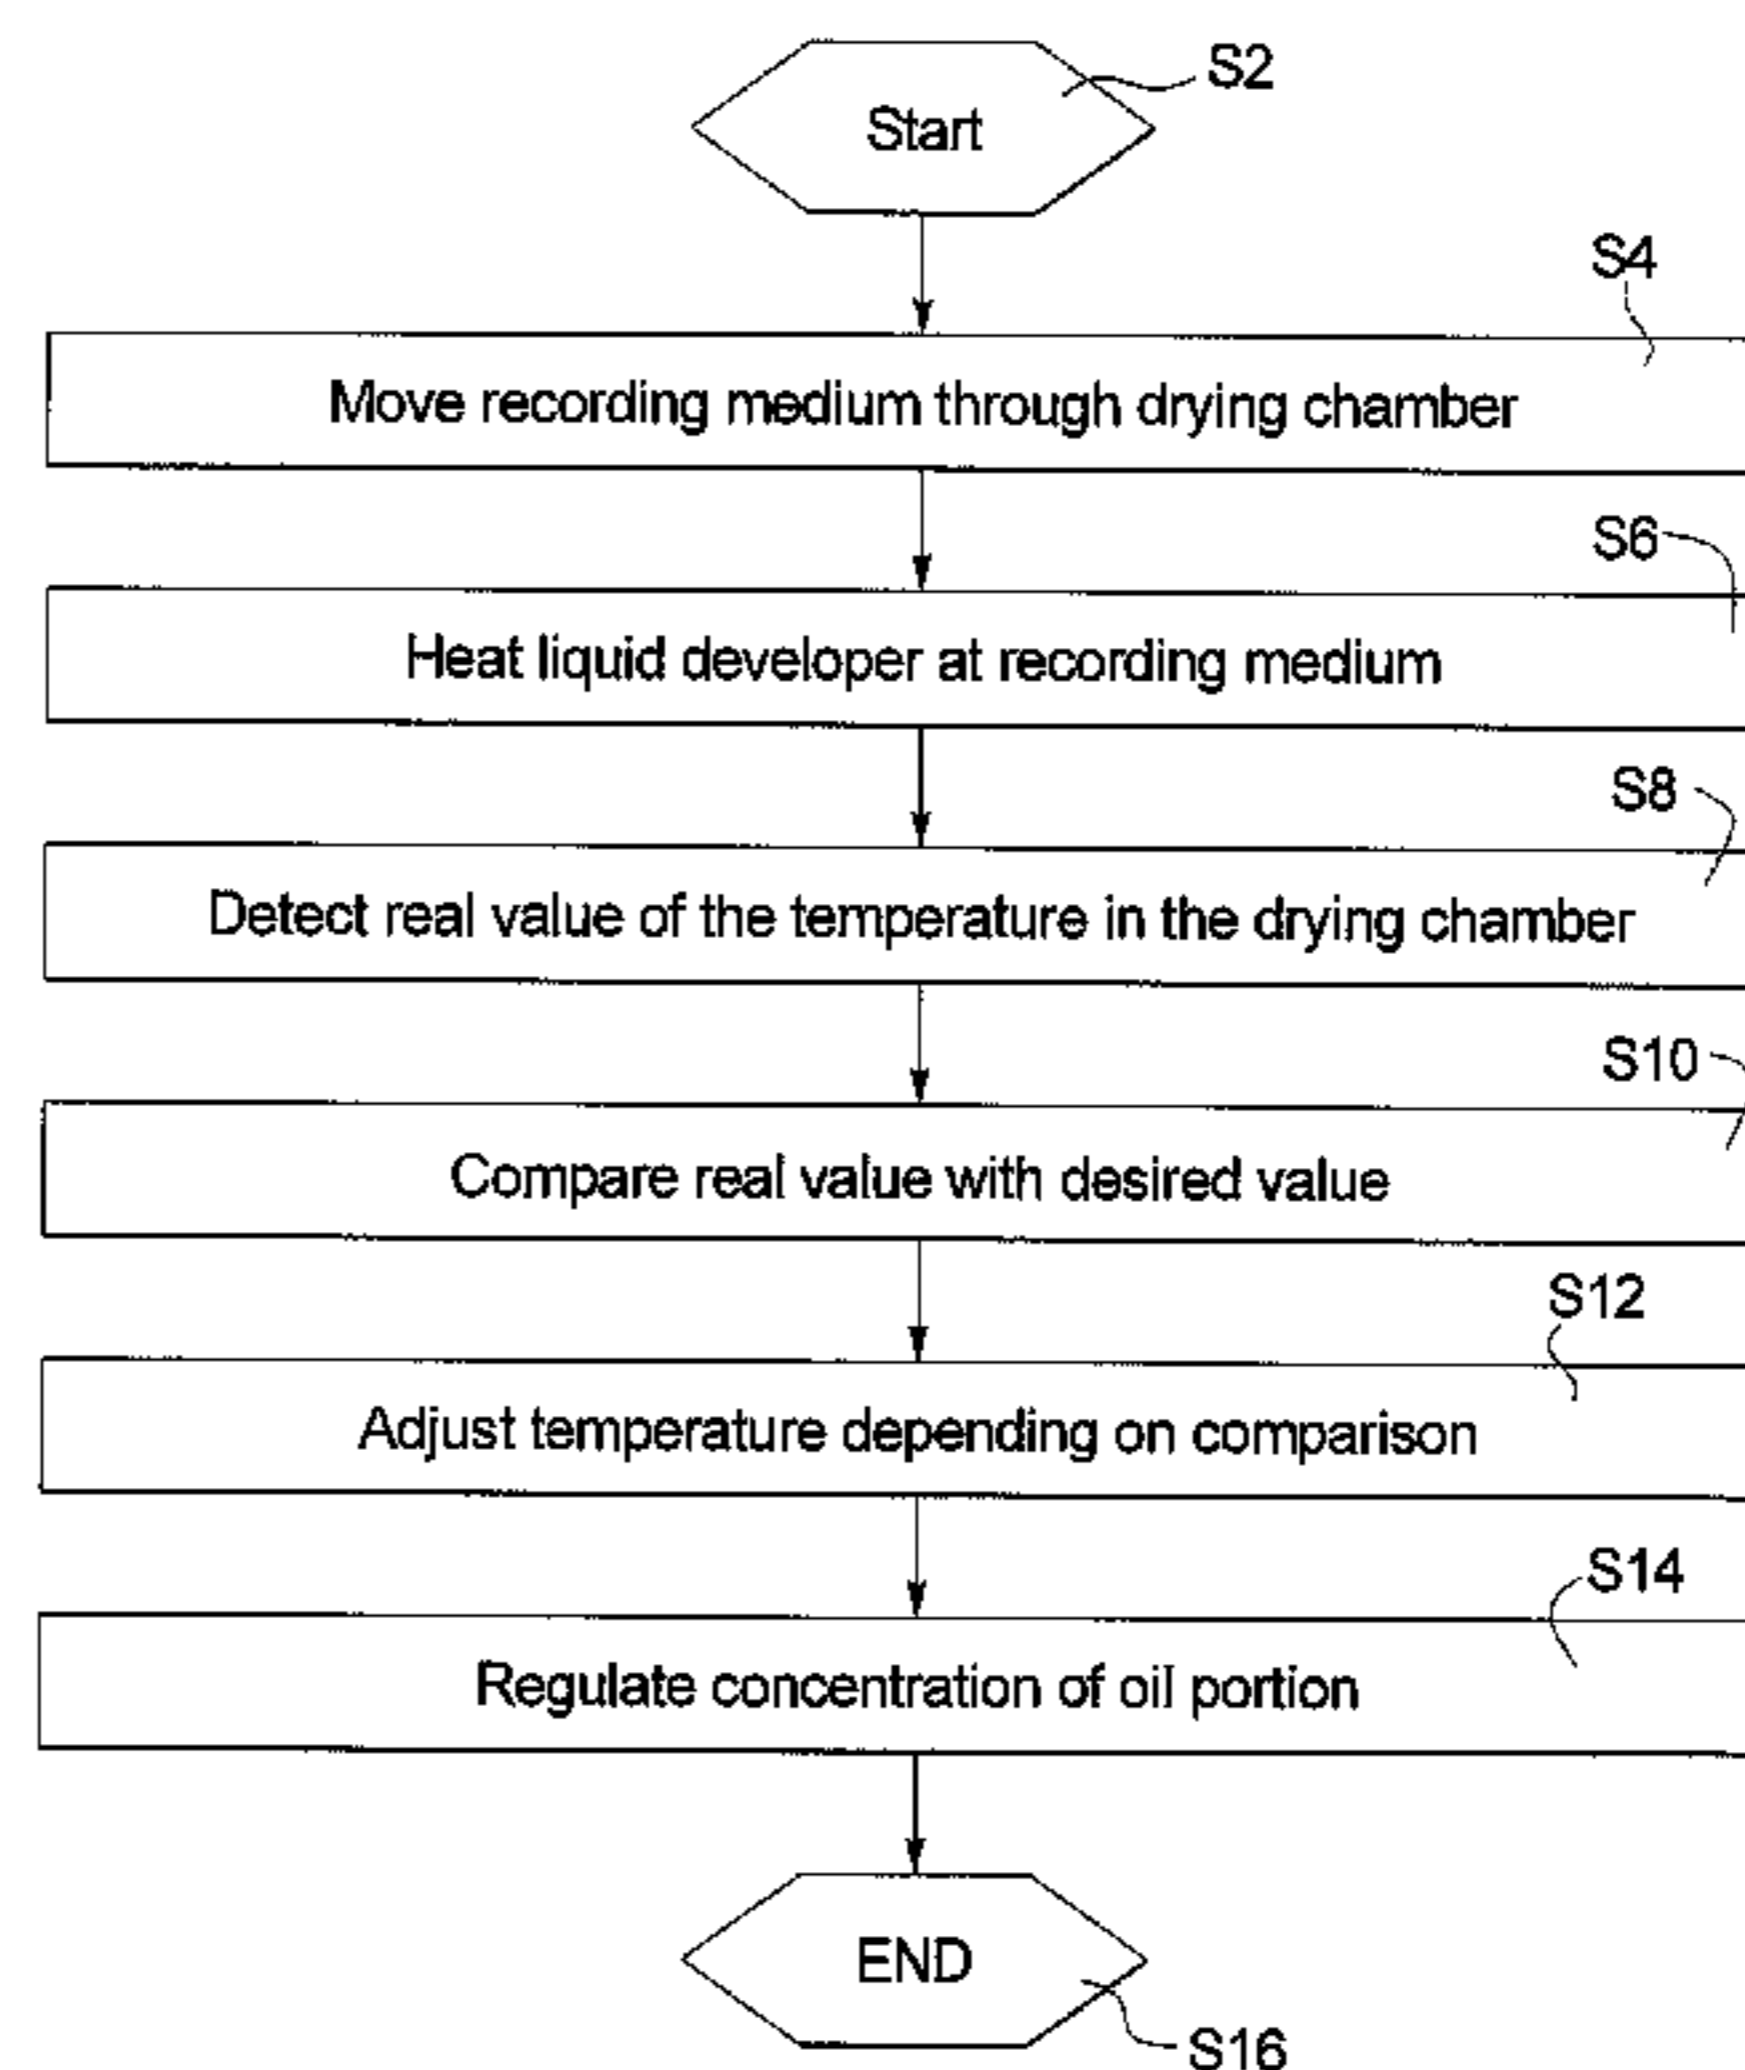 S2
Start
S4
Move recording medium through drying chamber
S6
Heat liquid developer at recording medium
S8
Detect real value of the temperature in the drying chamber
S10
Compare real value with desired value
S12
Adjust temperature depending on comparison
S14
Regulate concentration of oil portion
END
S16